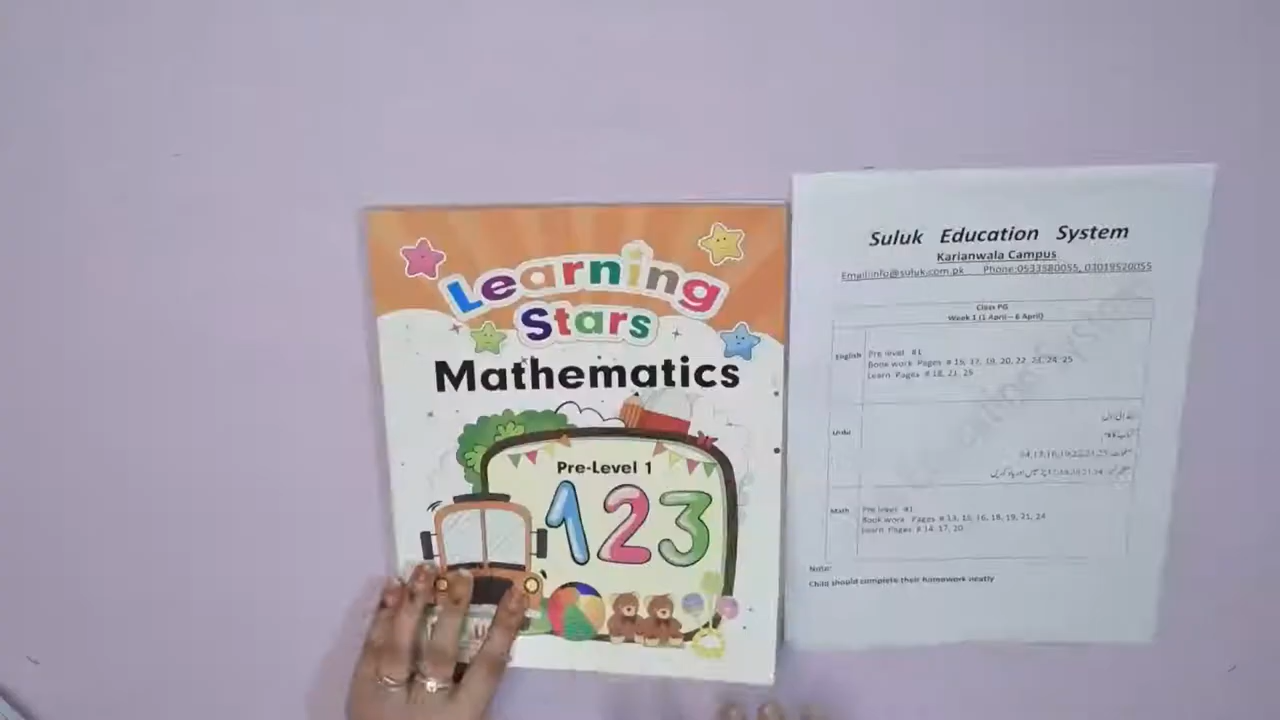 Learning
Stars
Mathematics
Pre-Level 1
123
Suluk Education System
Karianwala Campus
Email:info@suluk.com.pk Phone:0533580055, 03019520055
Class PG
Week 1 (1 April – 6 April)
English
Pre level #1
Book work Pages # 16, 17, 19, 20, 22, 23, 24, 25
Learn Pages # 18, 21, 25
Urdu
Math
Pre level #1
Book work Pages # 13, 15, 16, 18, 19, 21, 24
Learn Pages # 14, 17, 20
Note:
Child should complete their homework neatly